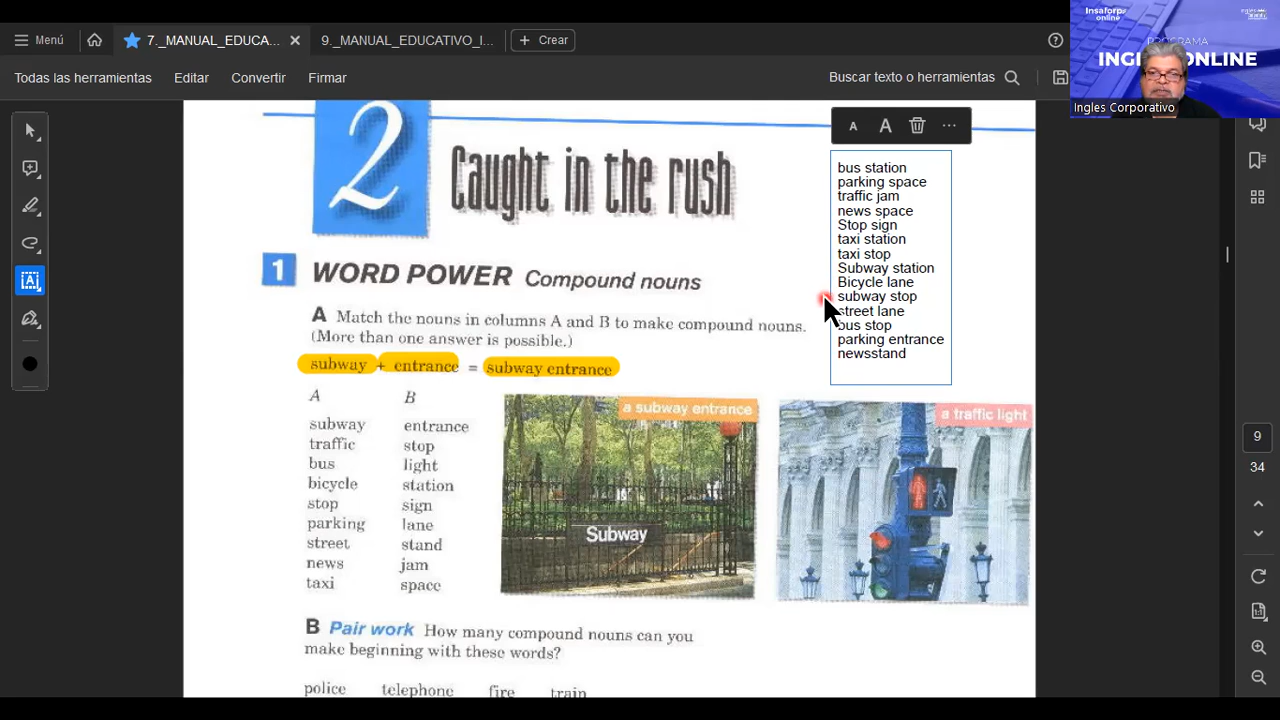 Menú
7._MANUAL_EDUCA...
9._MANUAL_EDUCATIVO_I...
Crear
Insaforp
online
PROGRAMA
INGL ONLINE
Ingles Corporativo
Todas las herramientas
Editar
Convertir
Firmar
Buscar texto o herramientas
2
Caught in the rush
A A ...
bus station
parking space
traffic jam
news space
Stop sign
taxi station
taxi stop
Subway station
Bicycle lane
subway stop
street lane
bus stop
parking entrance
newsstand
1 WORD POWER Compound nouns
A Match the nouns in columns A and B to make compound nouns.
(More than one answer is possible.)
subway + entrance = subway entrance
A B
subway entrance
traffic stop
bus light
bicycle station
stop sign
parking lane
street stand
news jam
taxi space
a subway entrance
Subway
a traffic light
B Pair work How many compound nouns can you
make beginning with these words?
police telephone fire train
9
34